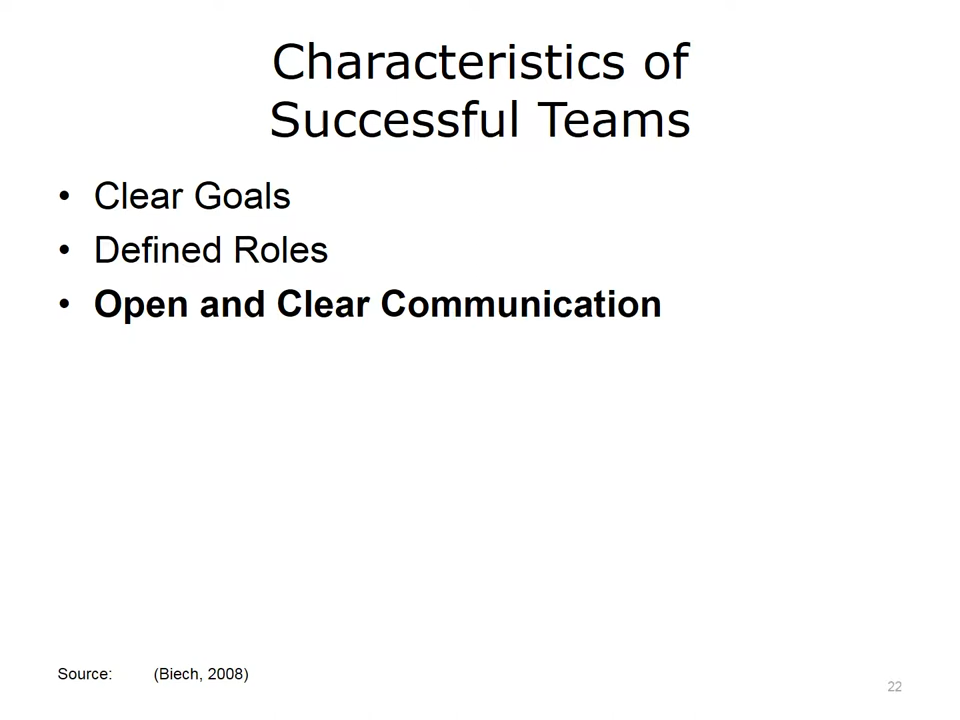 Characteristics of
Successful Teams
• Clear Goals
• Defined Roles
• Open and Clear Communication
Source: (Biech, 2008)
22